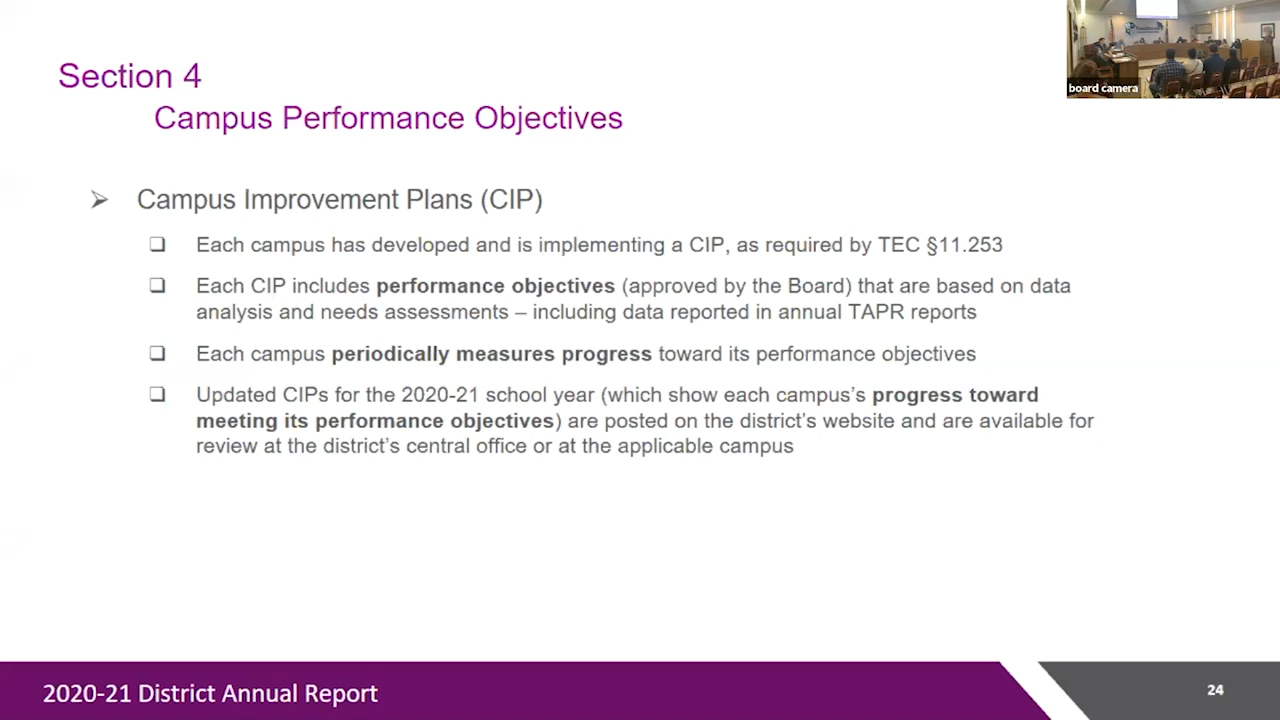 Section 4
Campus Performance Objectives
board camera
Campus Improvement Plans (CIP)
Each campus has developed and is implementing a CIP, as required by TEC §11.253
Each CIP includes performance objectives (approved by the Board) that are based on data
analysis and needs assessments – including data reported in annual TAPR reports
Each campus periodically measures progress toward its performance objectives
Updated CIPs for the 2020-21 school year (which show each campus’s progress toward
meeting its performance objectives) are posted on the district’s website and are available for
review at the district’s central office or at the applicable campus
2020-21 District Annual Report
24